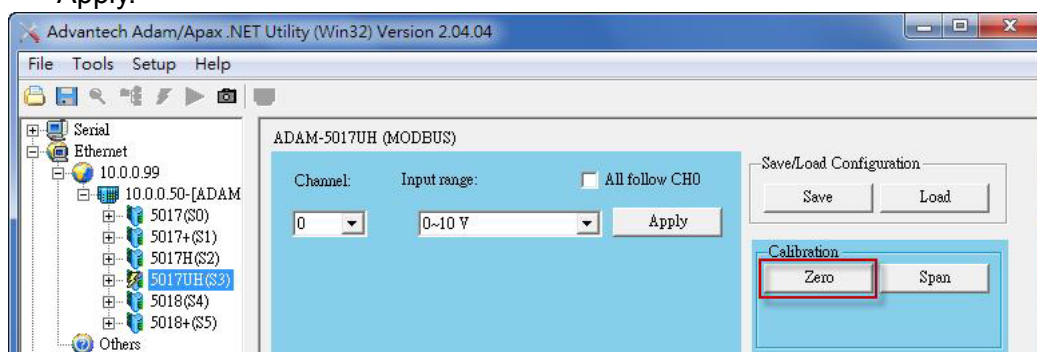 Apply.
Advantech Adam/Apax .NET Utility (Win32) Version 2.04.04
File Tools Setup Help
Serial
Ethernet
10.0.0.99
10.0.0.50-[ADAM
5017(S0)
5017+(S1)
5017H(S2)
5017UH(S3)
5018(S4)
5018+(S5)
Others
ADAM-5017UH (MODBUS)
Channel: Input range: All follow CH0
0 0~10 V Apply
Save/Load Configuration
Save Load
Calibration
Zero Span